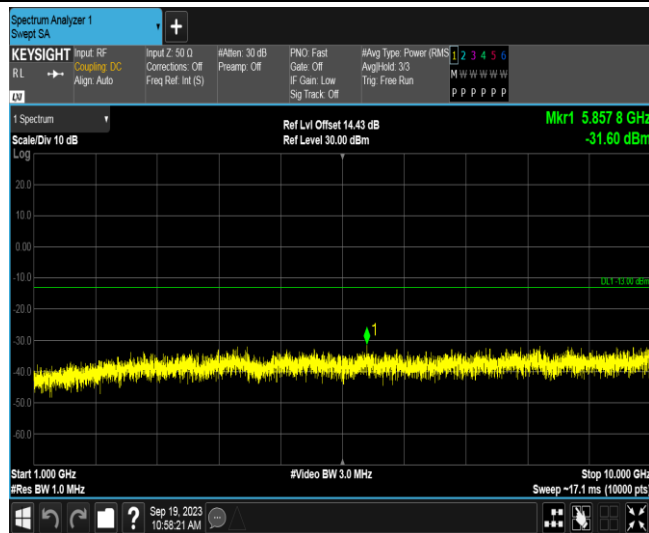 Spectrum Analyzer 1
Swept SA
+
KEYSIGHT
RL
Input: RF
Coupling: DC
Align: Auto
Input Z: 50 Ω
Corrections: Off
Freq Ref: Int (S)
#Atten: 30 dB
Preamp: Off
PNO: Fast
Gate: Off
IF Gain: Low
Sig Track: Off
#Avg Type: Power (RMS
Avg|Hold: 3/3
Trig: Free Run
1 2 3 4 5 6
M W W W W W
P P P P P P
LXI
1 Spectrum
Scale/Div 10 dB
Ref Lvl Offset 14.43 dB
Ref Level 30.00 dBm
Mkr1 5.857 8 GHz
-31.60 dBm
Log
20.0
10.0
0.00
-10.0
DL1 -13.00 dBm
-20.0
-30.0
1
-40.0
-50.0
-60.0
Start 1.000 GHz
#Res BW 1.0 MHz
#Video BW 3.0 MHz
Stop 10.000 GHz
Sweep ~17.1 ms (10000 pts)
?
Sep 19, 2023
10:58:21 AM